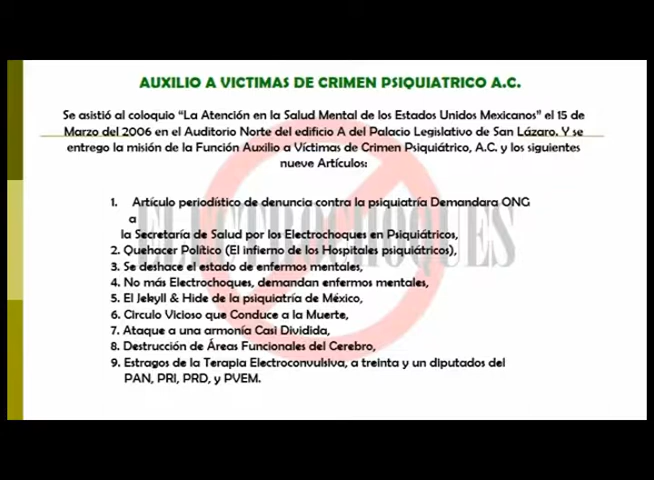 AUXILIO A VICTIMAS DE CRIMEN PSIQUIATRICO A.C.
Se asistió al coloquio "La Atención en la Salud Mental de los Estados Unidos Mexicanos" el 15 de
Marzo del 2006 en el Auditorio Norte del edificio A del Palacio Legislativo de San Lázaro. Y se
entrego la misión de la Función Auxilio a Víctimas de Crimen Psiquiátrico, A.C. y los siguientes
nueve Artículos:
1. Artículo periodístico de denuncia contra la psiquiatría Demandara ONG
a
la Secretaría de Salud por los Electrochoques en Psiquiátricos,
2. Quehacer Político (El infierno de los Hospitales psiquiátricos),
3. Se deshace el estado de enfermos mentales,
4. No más Electrochoques, demandan enfermos mentales,
5. El Jekyll & Hide de la psiquiatría de México,
6. Circulo Vicioso que Conduce a la Muerte,
7. Ataque a una armonía Casi Dividida,
8. Destrucción de Áreas Funcionales del Cerebro,
9. Estragos de la Terapia Electroconvulsiva, a treinta y un diputados del
PAN, PRI, PRD, y PVEM.
ELECTROCHOQUES